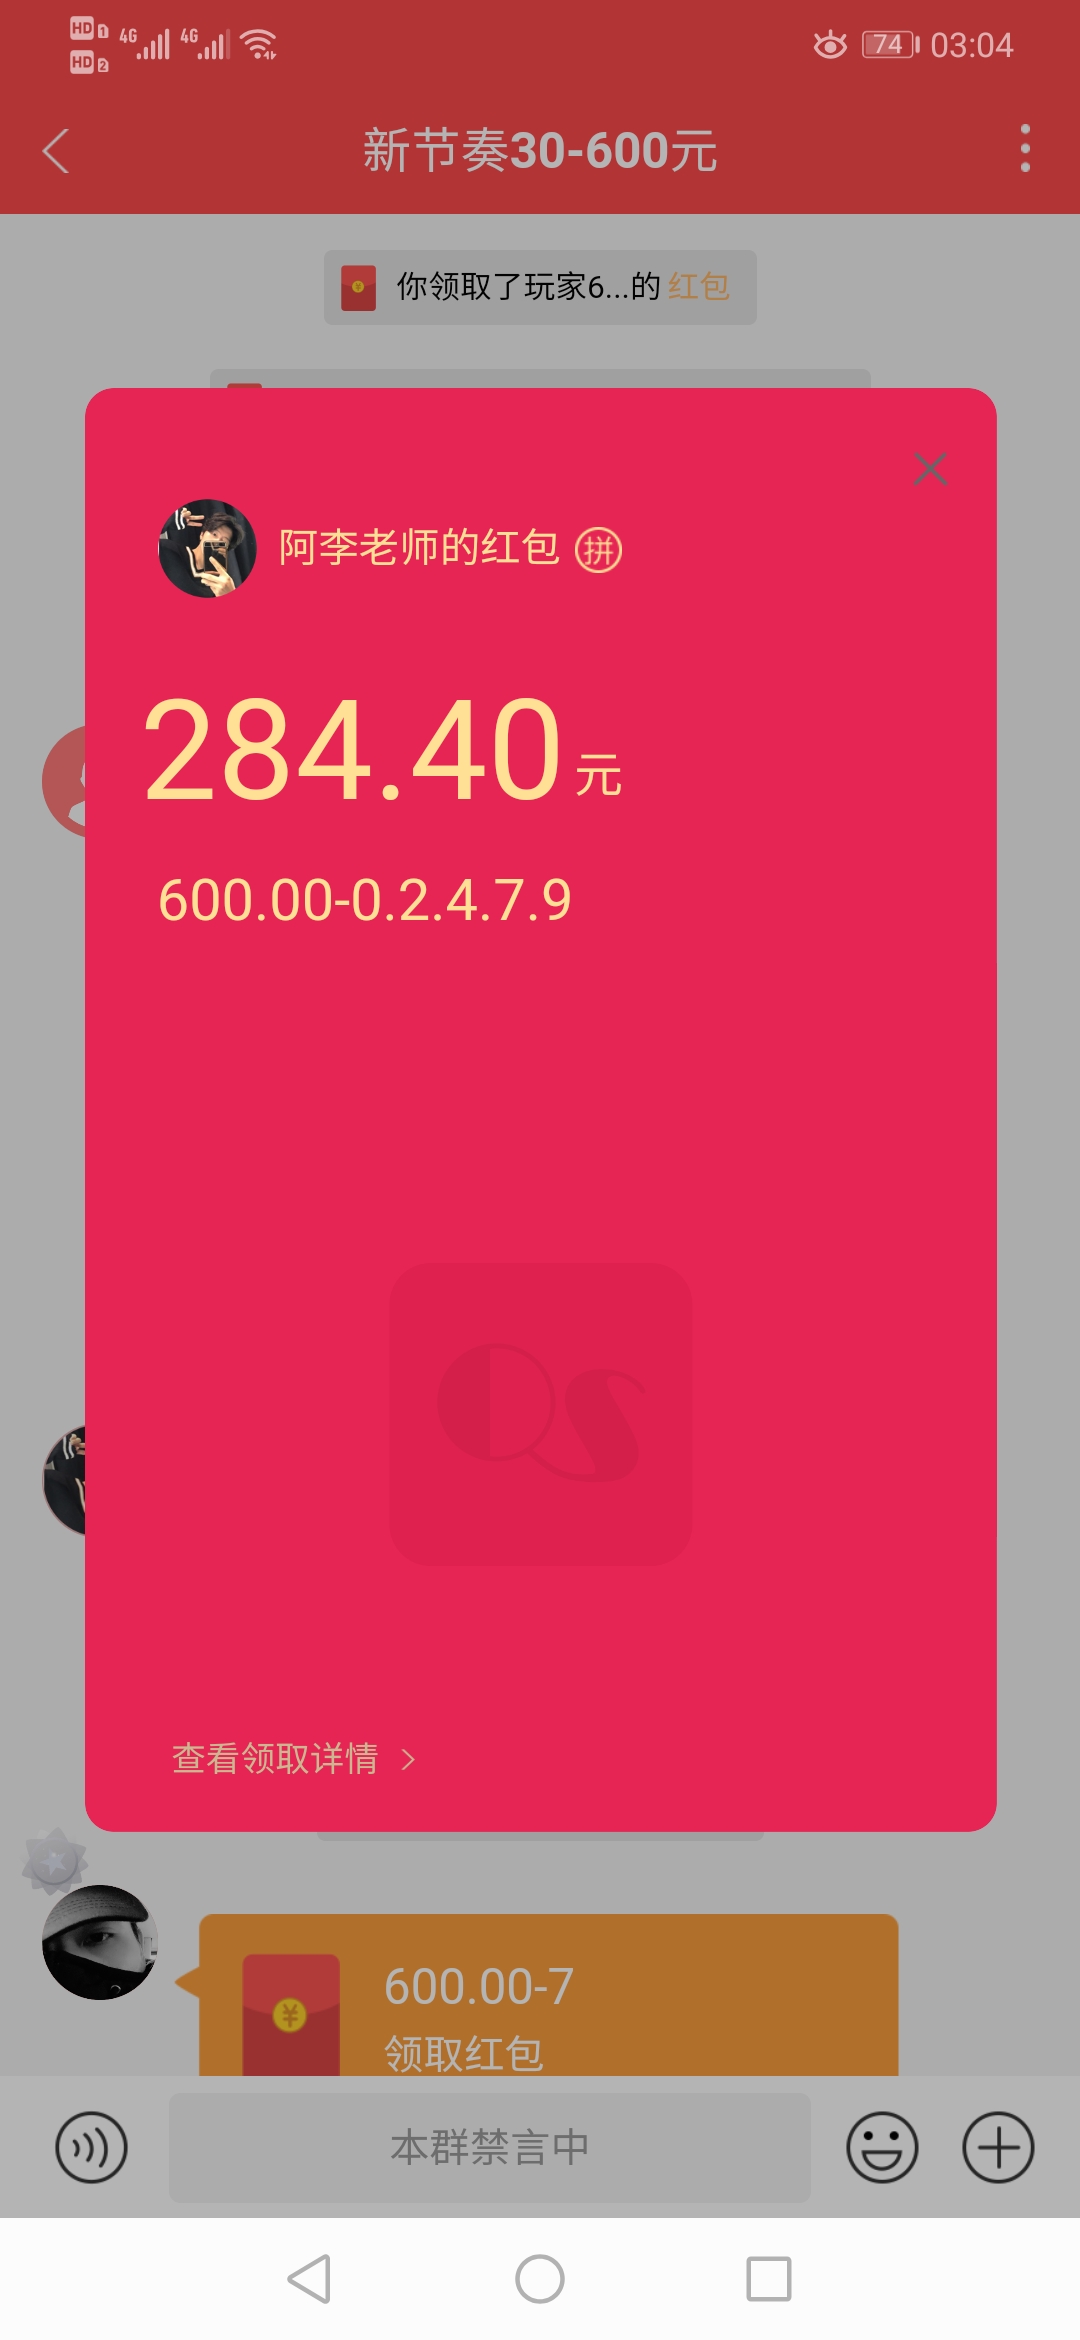 HD 1 4G 4G 74 03:04
HD 2
新节奏30-600元
你领取了玩家6...的 红包
阿李老师的红包 拼
284.40 元
600.00-0.2.4.7.9
QS
查看领取详情
600.00-7
领取红包
本群禁言中